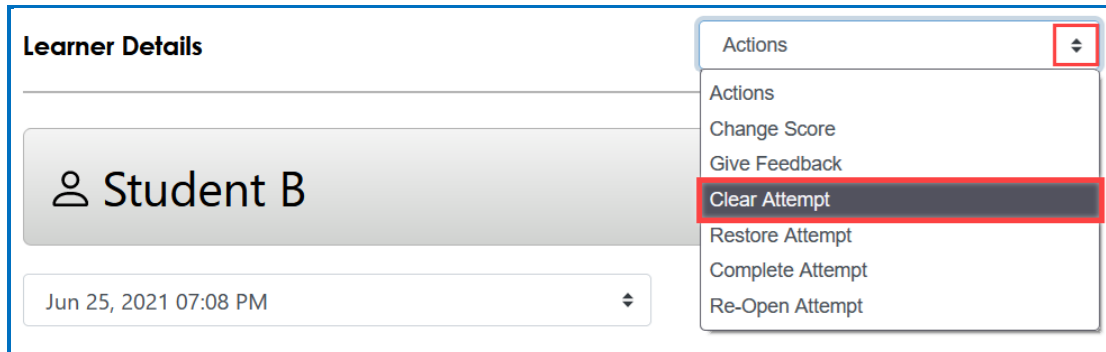 Learner Details
Actions
Actions
Change Score
Give Feedback
Clear Attempt
Restore Attempt
Complete Attempt
Re-Open Attempt
Student B
Jun 25, 2021 07:08 PM